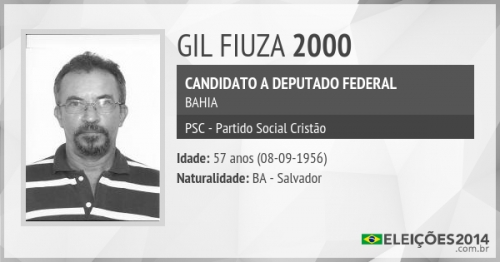 GIL FIUZA 2000
CANDIDATO A DEPUTADO FEDERAL
BAHIA
PSC - Partido Social Cristão
Idade: 57 anos (08-09-1956)
Naturalidade: BA - Salvador
ELEIÇÕES2014
.com.br